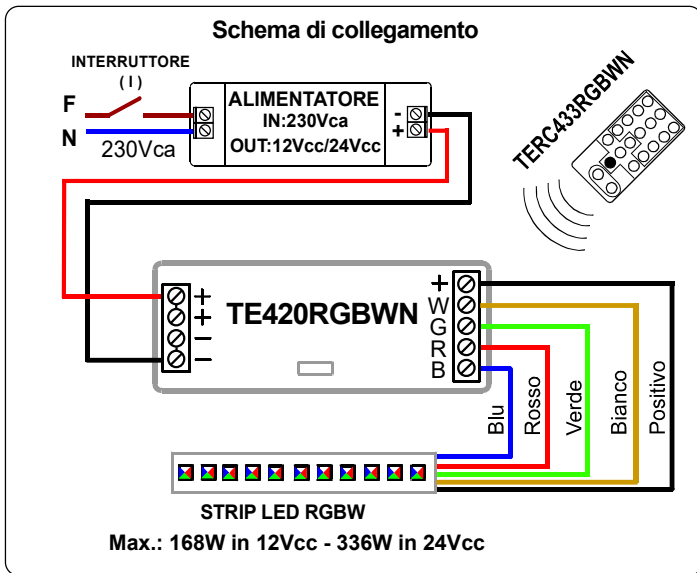 Schema di collegamento
INTERRUTTORE
( I )
F
N
230Vca
ALIMENTATORE
IN:230Vca
OUT:12Vcc/24Vcc
-
+
TERC433RGBWN
+
+
−
−
TE420RGBWN
+
W
G
R
B
Blu
Rosso
Verde
Bianco
Positivo
STRIP LED RGBW
Max.: 168W in 12Vcc - 336W in 24Vcc